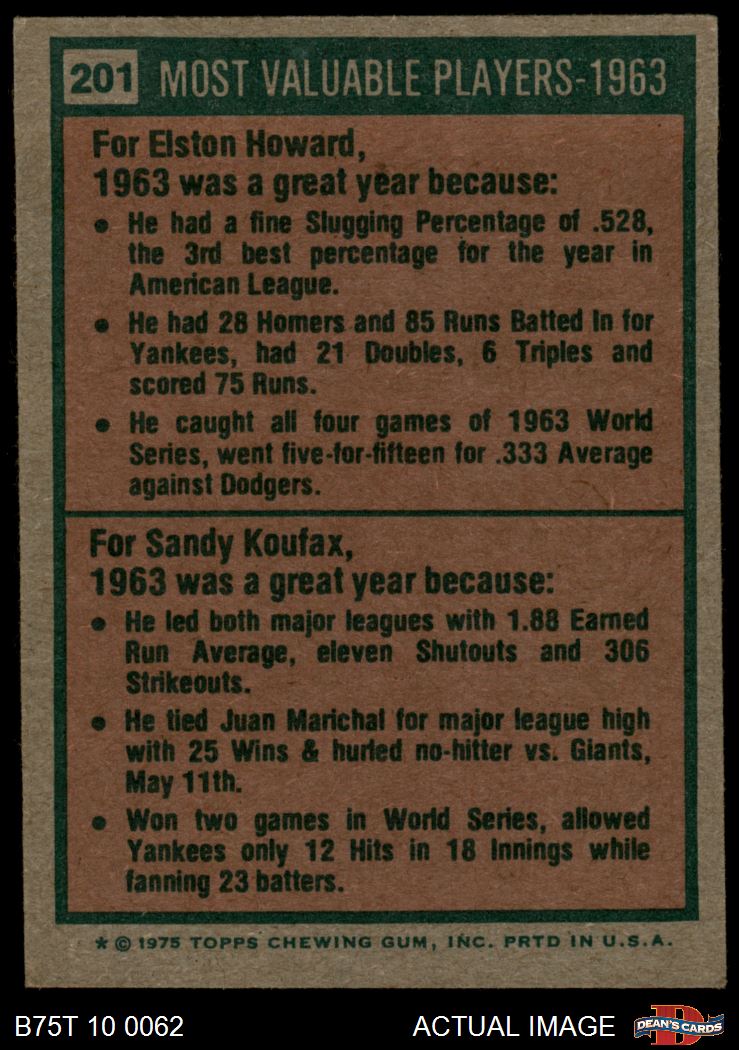 201 MOST VALUABLE PLAYERS-1963
For Elston Howard,
1963 was a great year because:
• He had a fine Slugging Percentage of .528,
the 3rd best percentage for the year in
American League.
• He had 28 Homers and 85 Runs Batted In for
Yankees, had 21 Doubles, 6 Triples and
scored 75 Runs.
• He caught all four games of 1963 World
Series, went five-for-fifteen for .333 Average
against Dodgers.
For Sandy Koufax,
1963 was a great year because:
• He led both major leagues with 1.88 Earned
Run Average, eleven Shutouts and 306
Strikeouts.
• He tied Juan Marichal for major league high
with 25 Wins & hurled no-hitter vs. Giants,
May 11th.
• Won two games in World Series, allowed
Yankees only 12 Hits in 18 Innings while
fanning 23 batters.
* © 1975 TOPPS CHEWING GUM, INC. PRTD IN U.S.A.
B75T 10 0062 ACTUAL IMAGE D DEAN'S CARDS